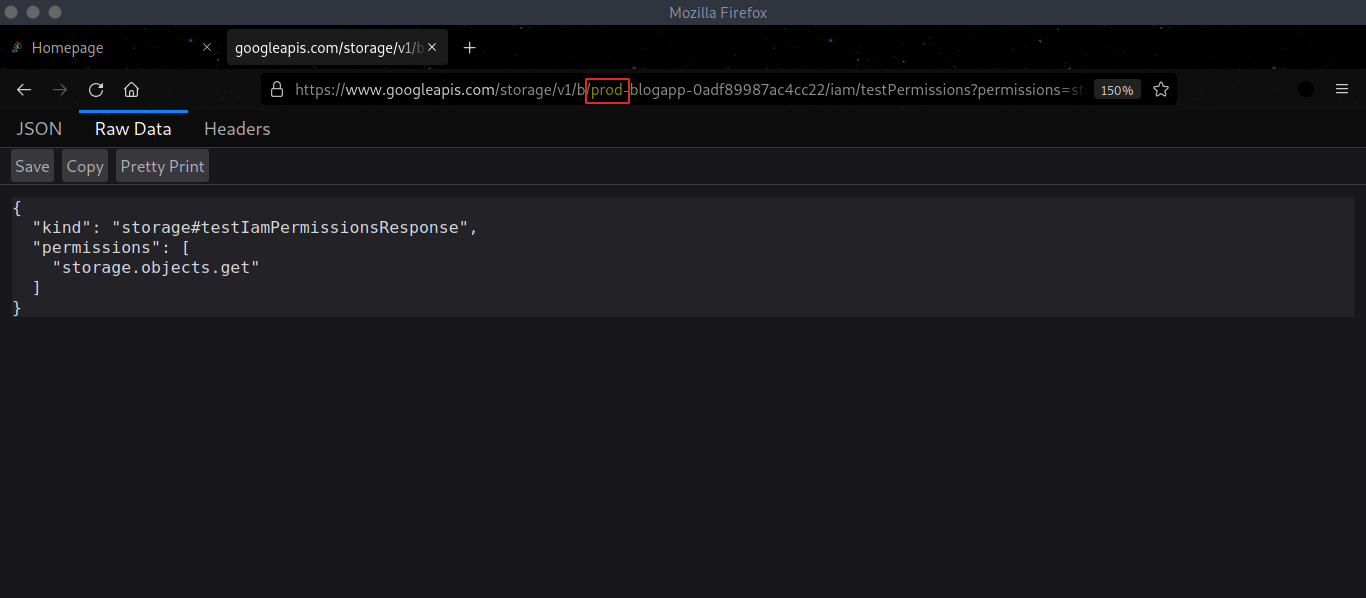 Mozilla Firefox
Homepage
googleapis.com/storage/v1/b
https://www.googleapis.com/storage/v1/b/prod-blogapp-0adf89987ac4cc22/iam/testPermissions?permissions=st 150%
JSON Raw Data Headers
Save Copy Pretty Print
{
"kind": "storage#testIamPermissionsResponse",
"permissions": [
"storage.objects.get"
]
}